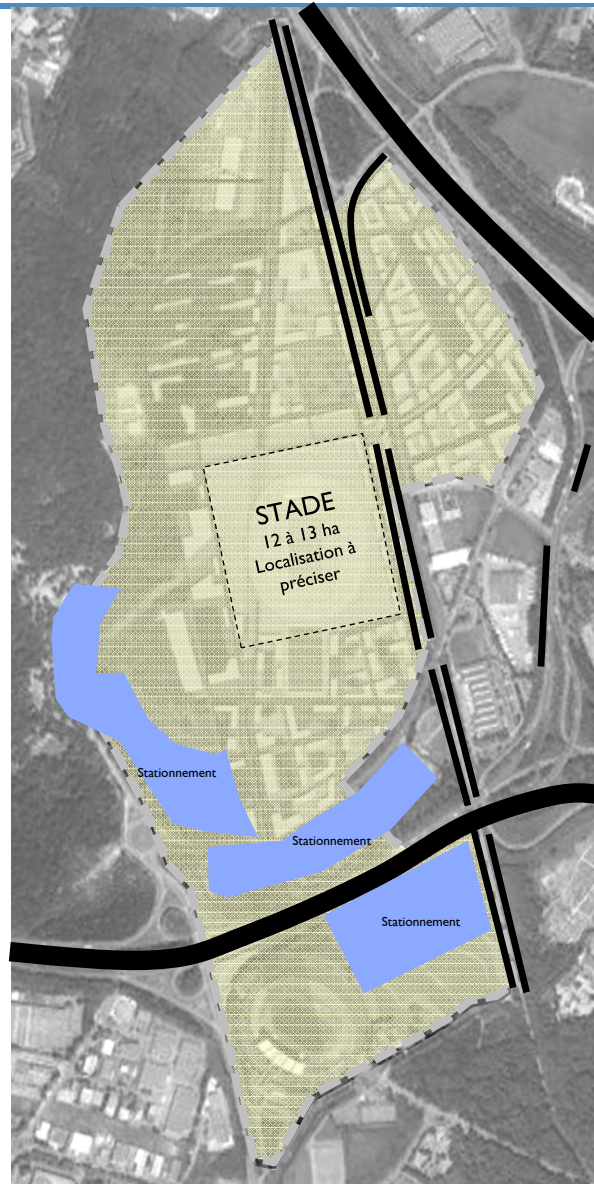 STADE
12 à 13 ha
Localisation à
préciser
Stationnement
Stationnement
Stationnement